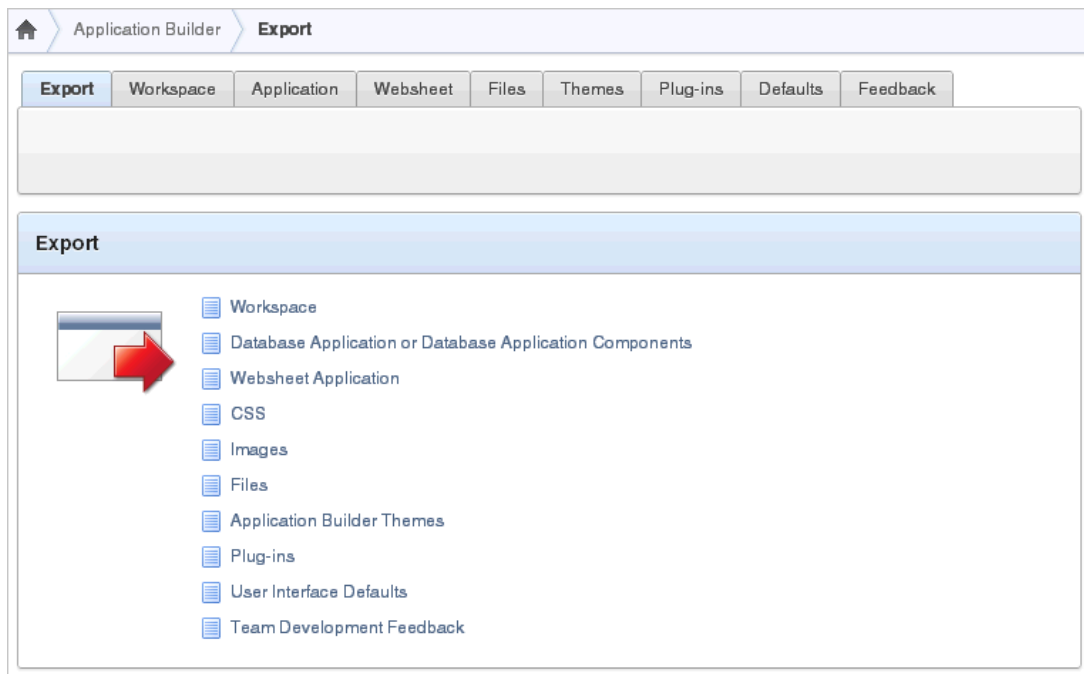 Application Builder Export
Export Workspace Application Websheet Files Themes Plug-ins Defaults Feedback
Export
Workspace
Database Application or Database Application Components
Websheet Application
CSS
Images
Files
Application Builder Themes
Plug-ins
User Interface Defaults
Team Development Feedback